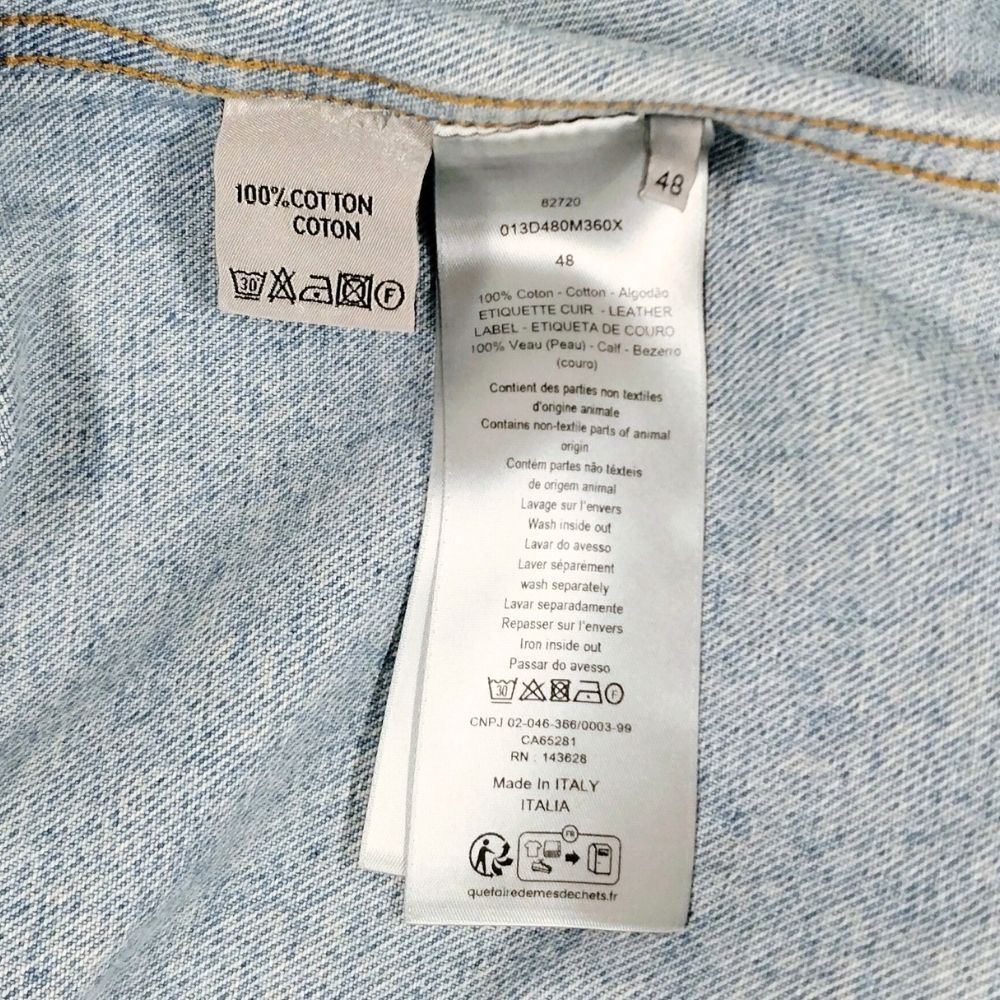 100%COTTON
COTON
30
F
48
82720
013D480M360X
48
100% Coton - Cotton - Algodão
ETIQUETTE CUIR - LEATHER
LABEL - ETIQUETA DE COURO
100% Veau (Peau) - Calf - Bezerro
(couro)
Contient des parties non textiles
d'origine animale
Contains non-textile parts of animal
origin
Contém partes não têxteis
de origem animal
Lavage sur l'envers
Wash inside out
Lavar do avesso
Laver séparément
wash separately
Lavar separadamente
Repasser sur l'envers
Iron inside out
Passar do avesso
30
F
CNPJ 02-046-366/0003-99
CA65281
RN : 143628
Made In ITALY
ITALIA
FR
quefairedemesdechets.fr